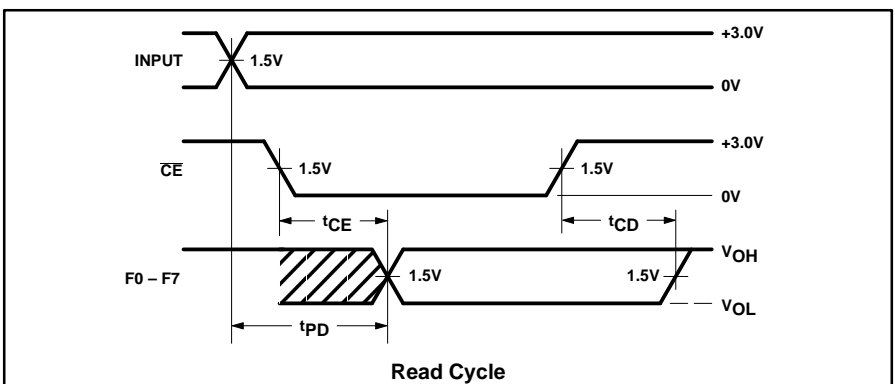 +3.0V
INPUT
1.5V
0V
+3.0V
CE
1.5V
1.5V
0V
tCE
tCD
VOH
F0 – F7
1.5V
1.5V
VOL
tPD
Read Cycle